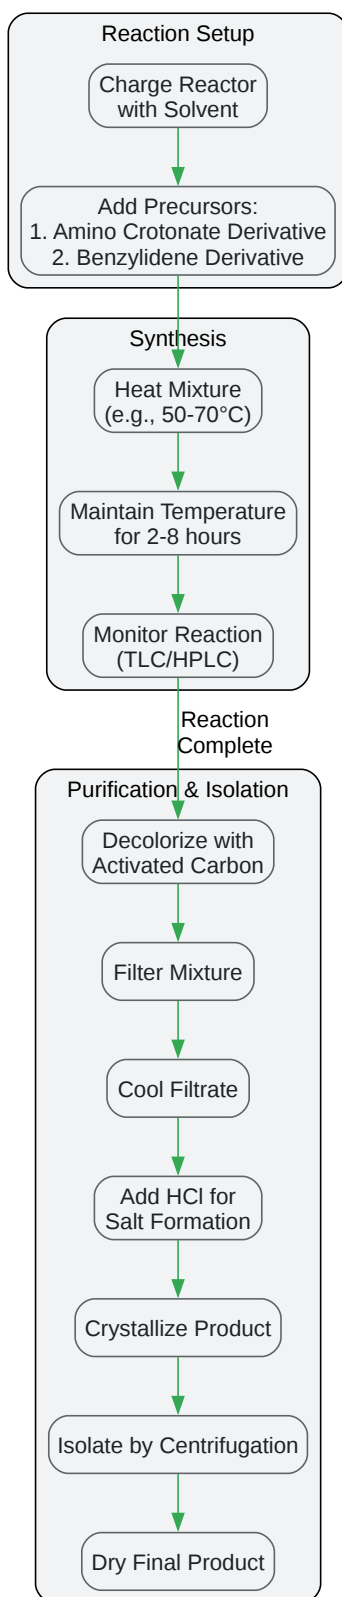 Reaction Setup
Charge Reactor
with Solvent
Add Precursors:
1. Amino Crotonate Derivative
2. Benzylidene Derivative
Synthesis
Heat Mixture
(e.g., 50-70°C)
Maintain Temperature
for 2-8 hours
Monitor Reaction
(TLC/HPLC)
Reaction
Complete
Purification & Isolation
Decolorize with
Activated Carbon
Filter Mixture
Cool Filtrate
Add HCl for
Salt Formation
Crystallize Product
Isolate by Centrifugation
Dry Final Product